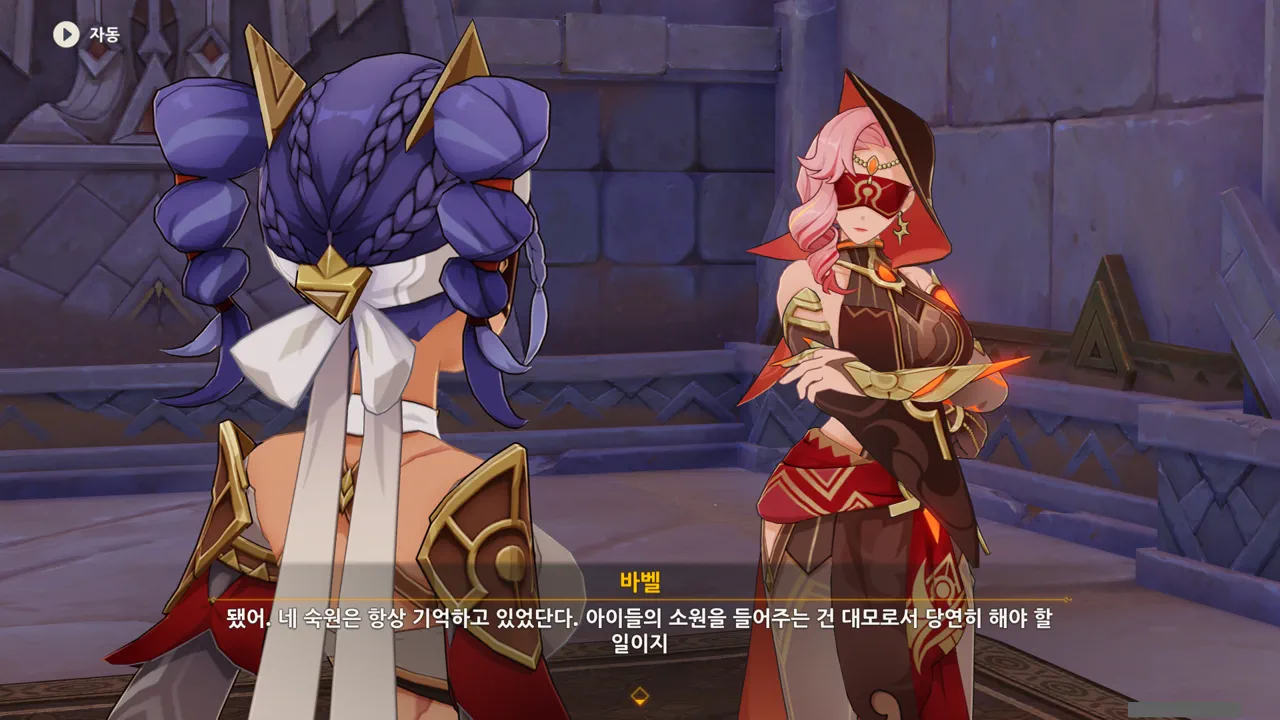 자동
바벨
됐어. 네 숙원은 항상 기억하고 있었단다. 아이들의 소원을 들어주는 건 대모로서 당연히 해야 할
일이지